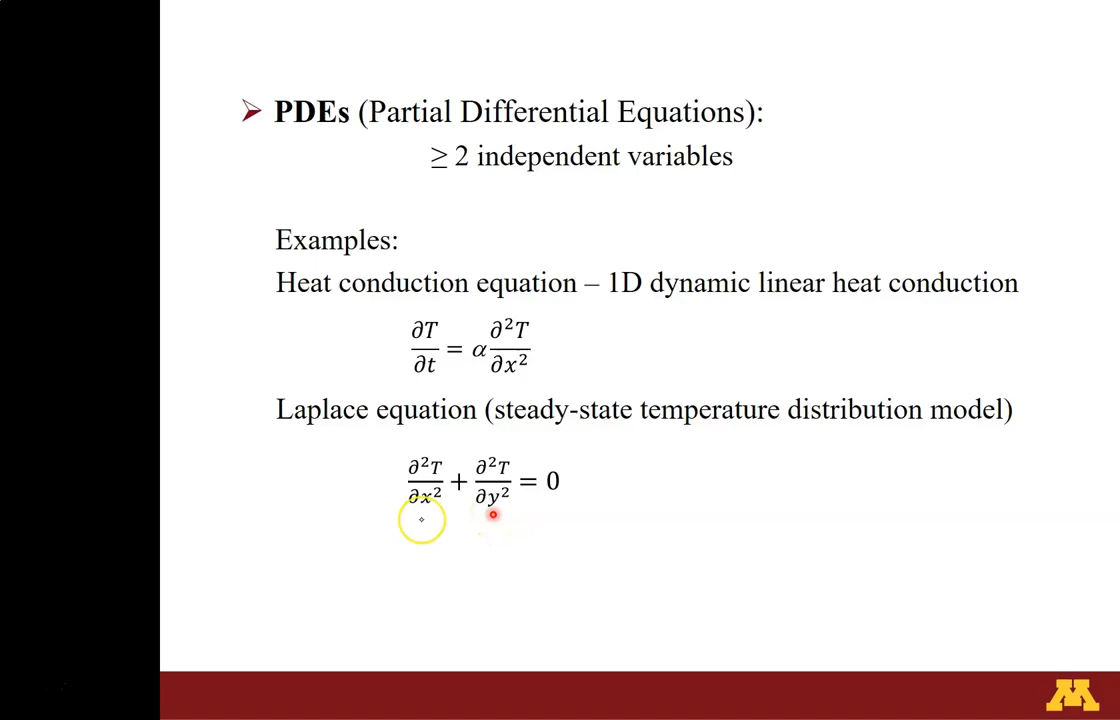 ➢ PDEs (Partial Differential Equations):
≥ 2 independent variables
Examples:
Heat conduction equation – 1D dynamic linear heat conduction
∂T/∂t = α ∂²T/∂x²
Laplace equation (steady-state temperature distribution model)
∂²T/∂x² + ∂²T/∂y² = 0
M